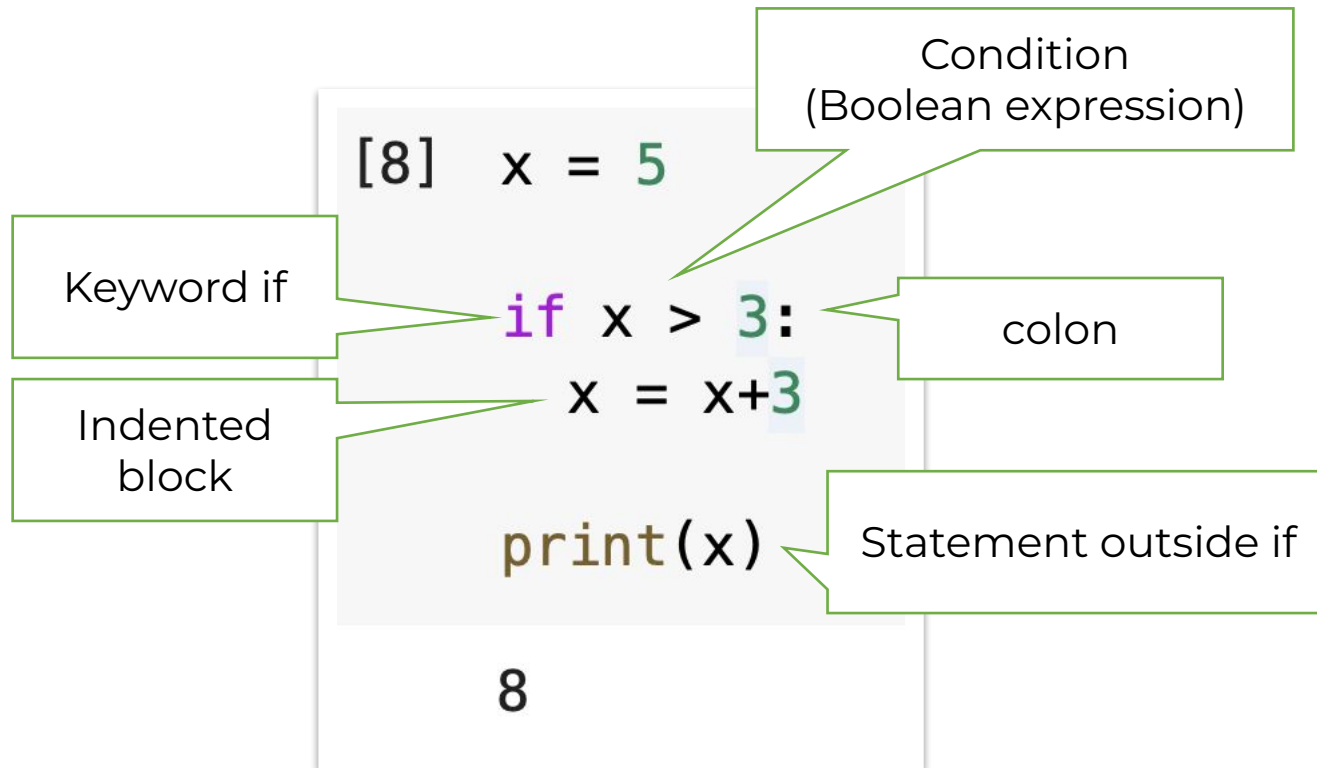 Condition
(Boolean expression)
[8] x = 5
Keyword if
if x > 3:
colon
x = x+3
Indented
block
print(x)
Statement outside if
8